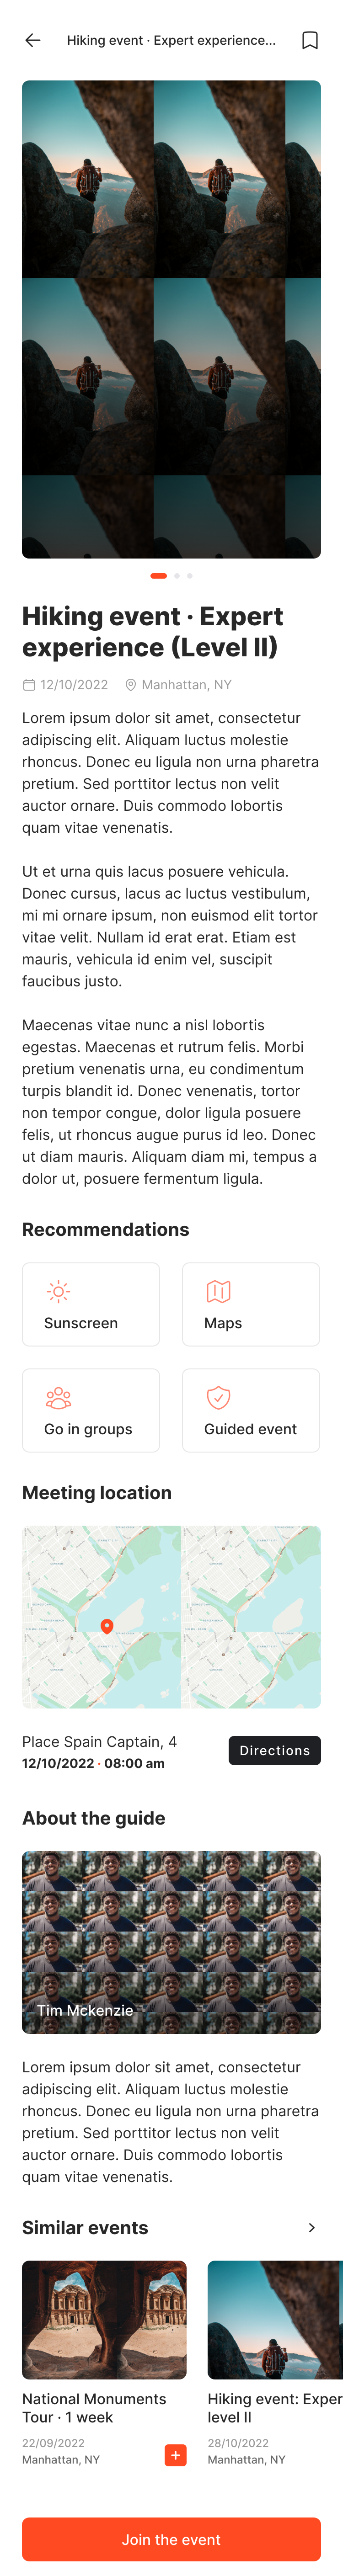 Hiking event · Expert experience...
Hiking event · Expert
experience (Level II)
12/10/2022 Manhattan, NY
Lorem ipsum dolor sit amet, consectetur
adipiscing elit. Aliquam luctus molestie
rhoncus. Donec eu ligula non urna pharetra
pretium. Sed porttitor lectus non velit
auctor ornare. Duis commodo lobortis
quam vitae venenatis.
Ut et urna quis lacus posuere vehicula.
Donec cursus, lacus ac luctus vestibulum,
mi mi ornare ipsum, non euismod elit tortor
vitae velit. Nullam id erat erat. Etiam est
mauris, vehicula id enim vel, suscipit
faucibus justo.
Maecenas vitae nunc a nisl lobortis
egestas. Maecenas et rutrum felis. Morbi
pretium venenatis urna, eu condimentum
turpis blandit id. Donec venenatis, tortor
non tempor congue, dolor ligula posuere
felis, ut rhoncus augue purus id leo. Donec
ut diam mauris. Aliquam diam mi, tempus a
dolor ut, posuere fermentum ligula.
Recommendations
Sunscreen
Maps
Go in groups
Guided event
Meeting location
Place Spain Captain, 4
12/10/2022 · 08:00 am
Directions
About the guide
Tim Mckenzie
Lorem ipsum dolor sit amet, consectetur
adipiscing elit. Aliquam luctus molestie
rhoncus. Donec eu ligula non urna pharetra
pretium. Sed porttitor lectus non velit
auctor ornare. Duis commodo lobortis
quam vitae venenatis.
Similar events
National Monuments
Tour · 1 week
22/09/2022
Manhattan, NY
Hiking event: Exper
level II
28/10/2022
Manhattan, NY
Join the event